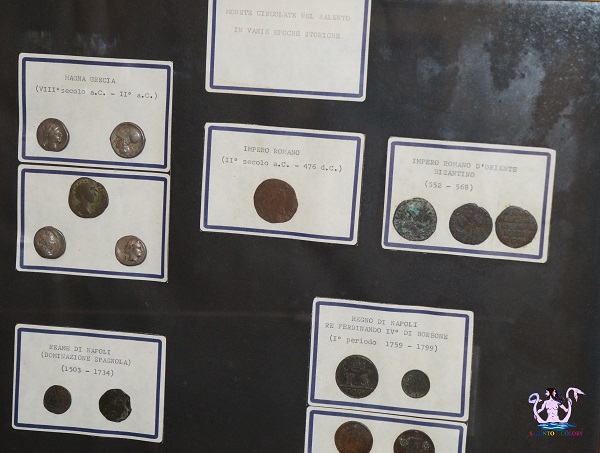 MONETE CIRCOLATE NEL SALENTO
IN VARIE EPOCHE STORICHE
MAGNA GRECIA
(VIII° secolo a.C. - II° a.C.)
IMPERO ROMANO
(II° secolo a.C. - 476 d.C.)
IMPERO ROMANO D'ORIENTE
BIZANTINO
(552 - 568)
REAME DI NAPOLI
(DOMINAZIONE SPAGNOLA)
(1503 - 1734)
REGNO DI NAPOLI
RE FERDINANDO IV° DI BORBONE
(I° periodo 1759 - 1799)